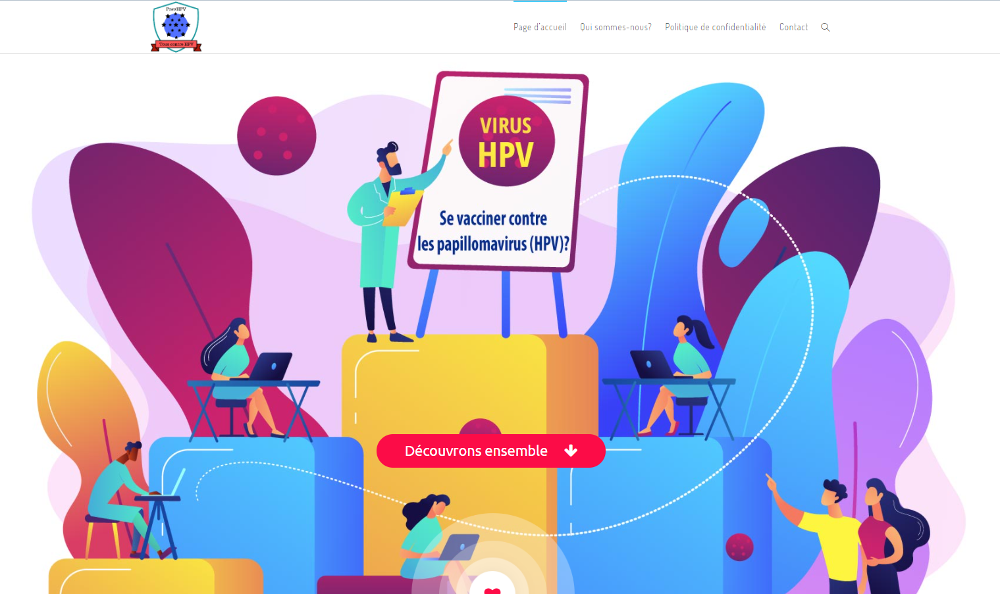 PrevHPV
Tous contre HPV
Page d'accueil
Qui sommes-nous?
Politique de confidentialité
Contact
VIRUS
HPV
Se vacciner contre
les papillomavirus (HPV)?
Découvrons ensemble